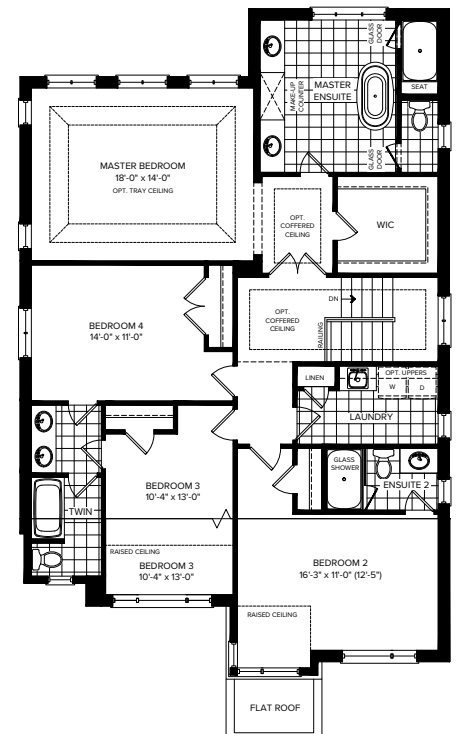 GLASS
DOOR
MASTER
ENSUITE
MAKE-UP
COUNTER
SEAT
GLASS
DOOR
MASTER BEDROOM
18'-0" x 14'-0"
OPT. TRAY CEILING
OPT.
COFFERED
CEILING
WIC
DN
OPT.
COFFERED
CEILING
RAILING
BEDROOM 4
14'-0" x 11'-0"
LINEN
OPT. UPPERS
W D
LAUNDRY
GLASS
SHOWER
ENSUITE 2
BEDROOM 3
10'-4" x 13'-0"
TWIN
RAISED CEILING
BEDROOM 3
10'-4" x 13'-0"
BEDROOM 2
16'-3" x 11'-0" (12'-5")
RAISED CEILING
FLAT ROOF